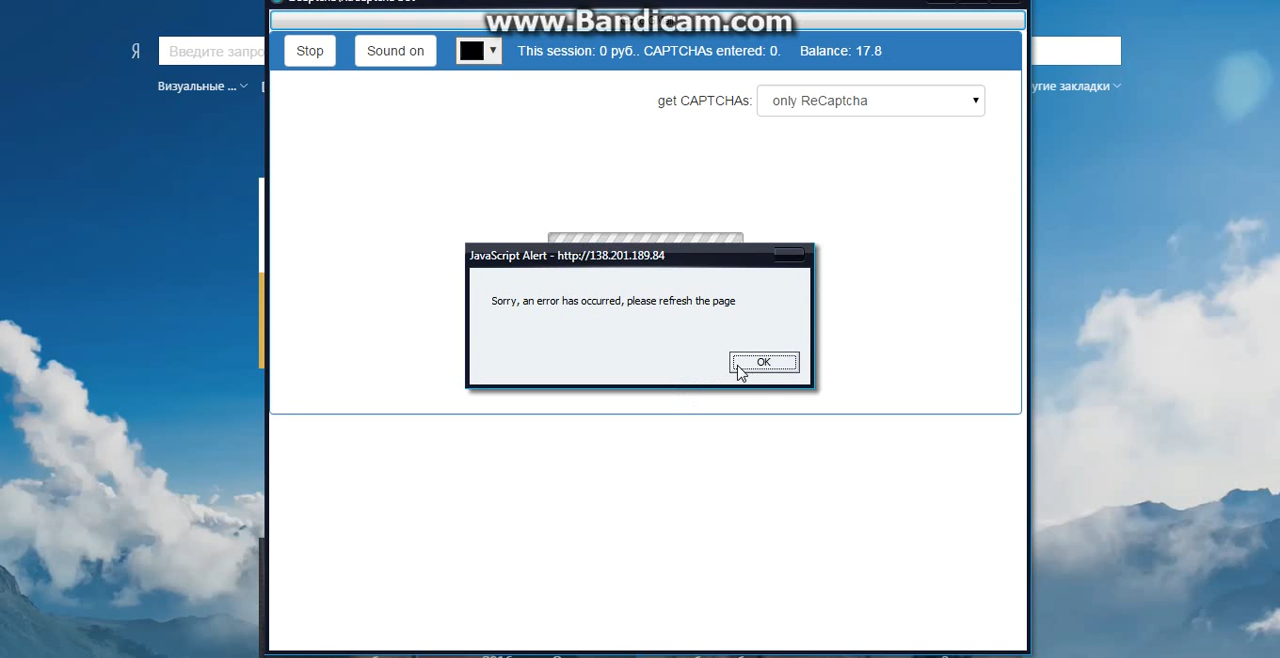 www.Bandicam.com
Я
Введите запро
Stop
Sound on
This session: 0 руб.. CAPTCHAs entered: 0.
Balance: 17.8
Визуальные ...
угие закладки
get CAPTCHAs:
only ReCaptcha
JavaScript Alert - http://138.201.189.84
Sorry, an error has occurred, please refresh the page
OK